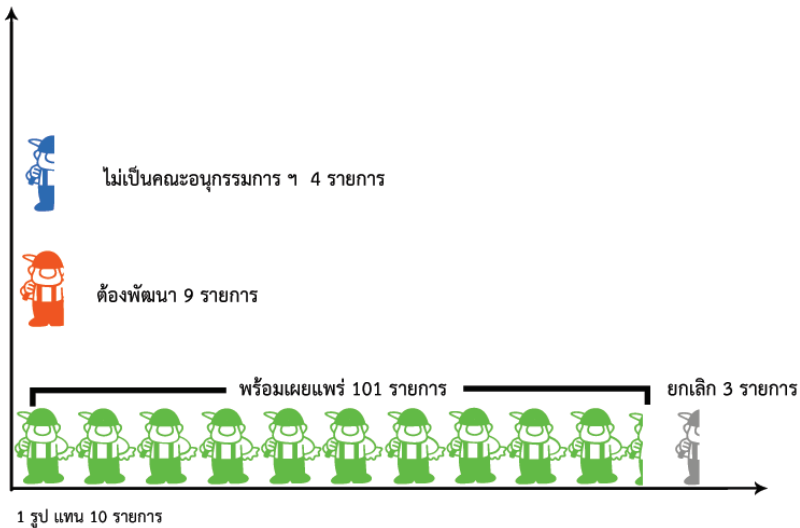 ไม่เป็นคณะอนุกรรมการ ฯ 4 รายการ
ต้องพัฒนา 9 รายการ
พร้อมเผยแพร่ 101 รายการ
ยกเลิก 3 รายการ
1 รูป แทน 10 รายการ